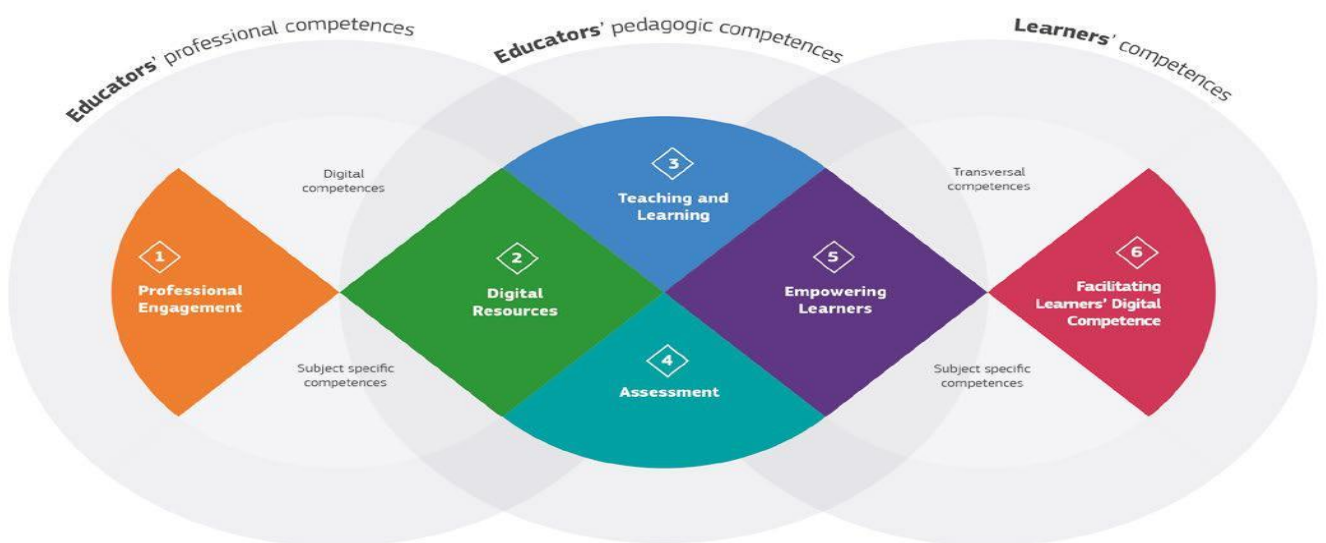 Educators' professional competences
Educators' pedagogic competences
Learners' competences
Digital
competences
Subject specific
competences
1
Professional
Engagement
2
Digital
Resources
3
Teaching and
Learning
4
Assessment
5
Empowering
Learners
Transversal
competences
Subject specific
competences
6
Facilitating
Learners' Digital
Competence